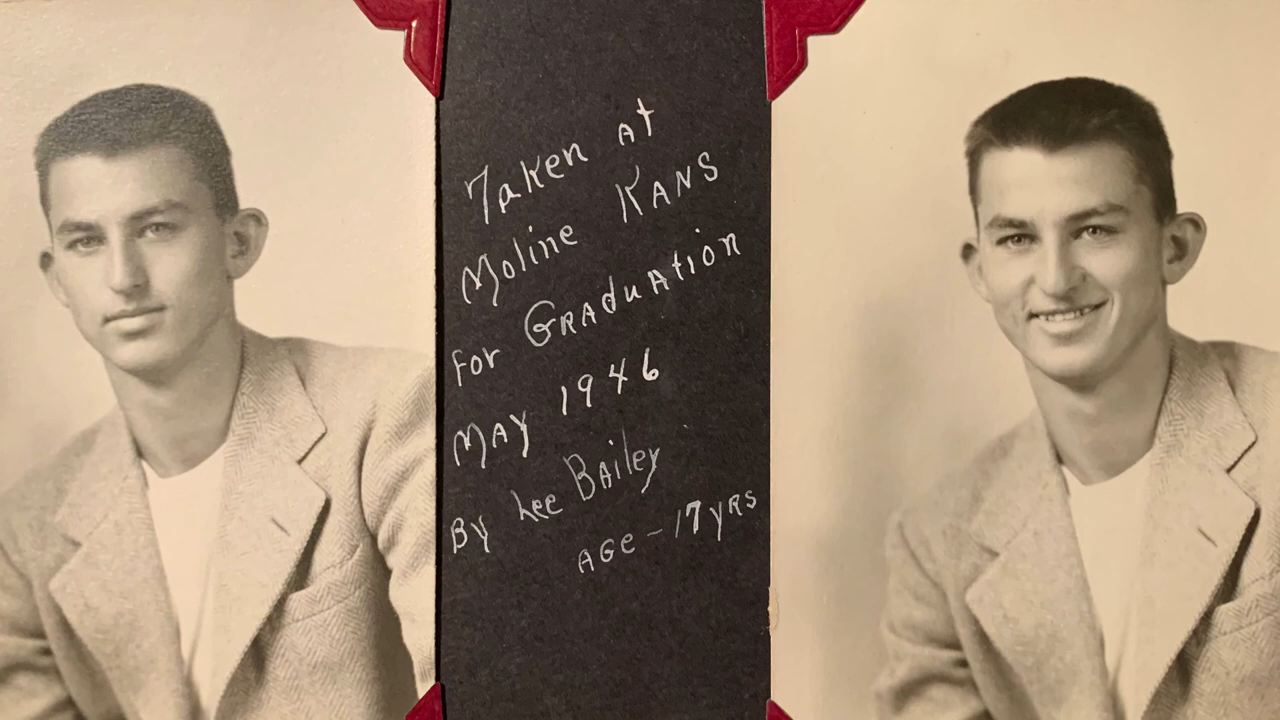 Taken at
Moline KANS
For GRAduAtion
MAY 1946
By Lee BAiley
AGe - 17 yRS